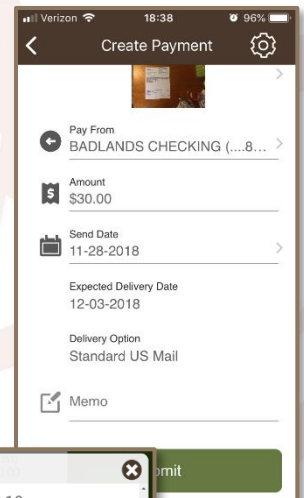 Verizon 18:38 96%
Create Payment
Pay From
BADLANDS CHECKING (....8...
Amount
$30.00
Send Date
11-28-2018
Expected Delivery Date
12-03-2018
Delivery Option
Standard US Mail
Memo